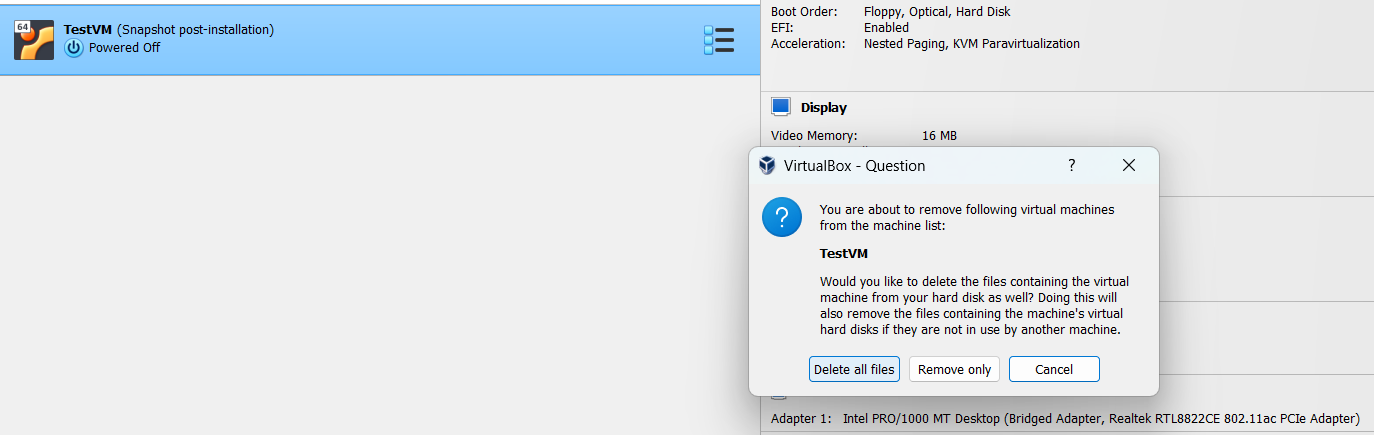 64
TestVM (Snapshot post-installation)
Powered Off
Boot Order: Floppy, Optical, Hard Disk
EFI: Enabled
Acceleration: Nested Paging, KVM Paravirtualization
Display
Video Memory: 16 MB
VirtualBox - Question
?
You are about to remove following virtual machines
from the machine list:
TestVM
Would you like to delete the files containing the virtual
machine from your hard disk as well? Doing this will
also remove the files containing the machine's virtual
hard disks if they are not in use by another machine.
Delete all files
Remove only
Cancel
Adapter 1: Intel PRO/1000 MT Desktop (Bridged Adapter, Realtek RTL8822CE 802.11ac PCIe Adapter)